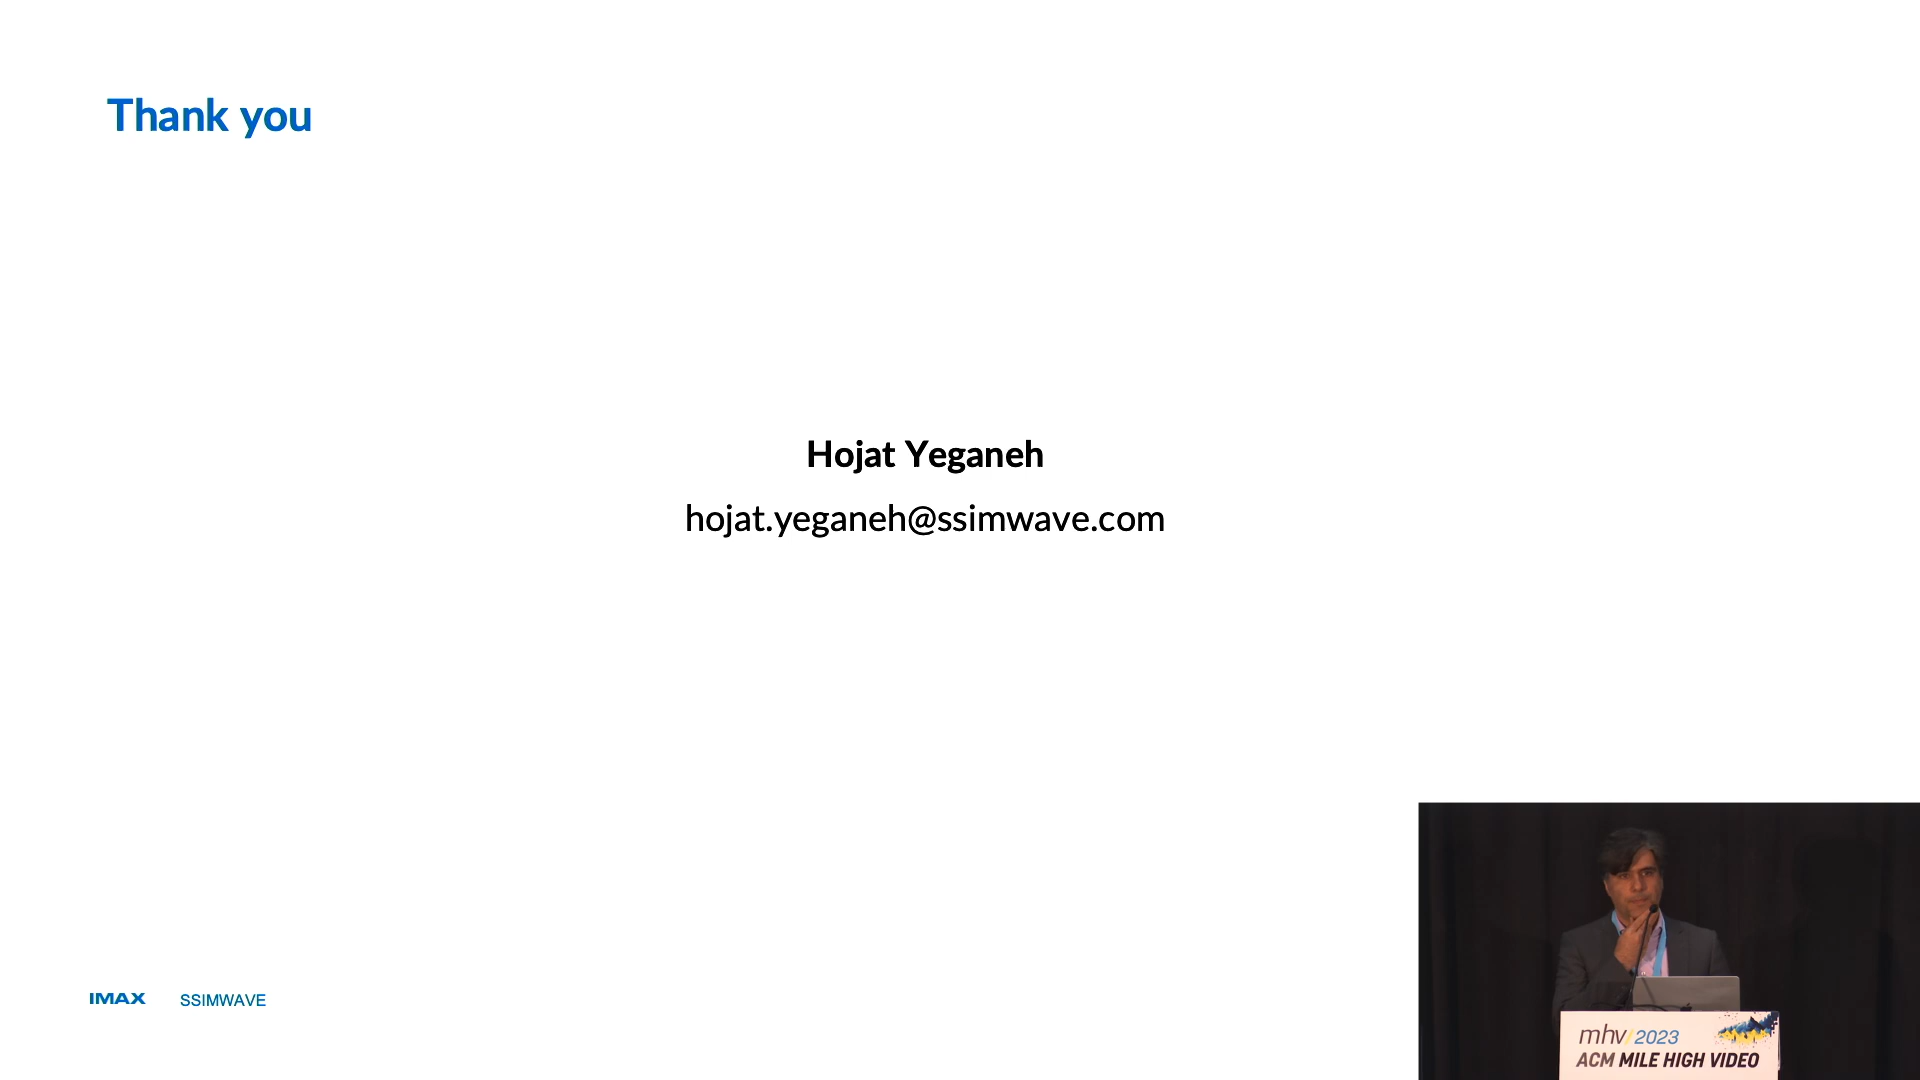 Thank you
Hojat Yeganeh
hojat.yeganeh@ssimwave.com
IMAX SSIMWAVE
mhv/2023
ACM MILE HIGH VIDEO